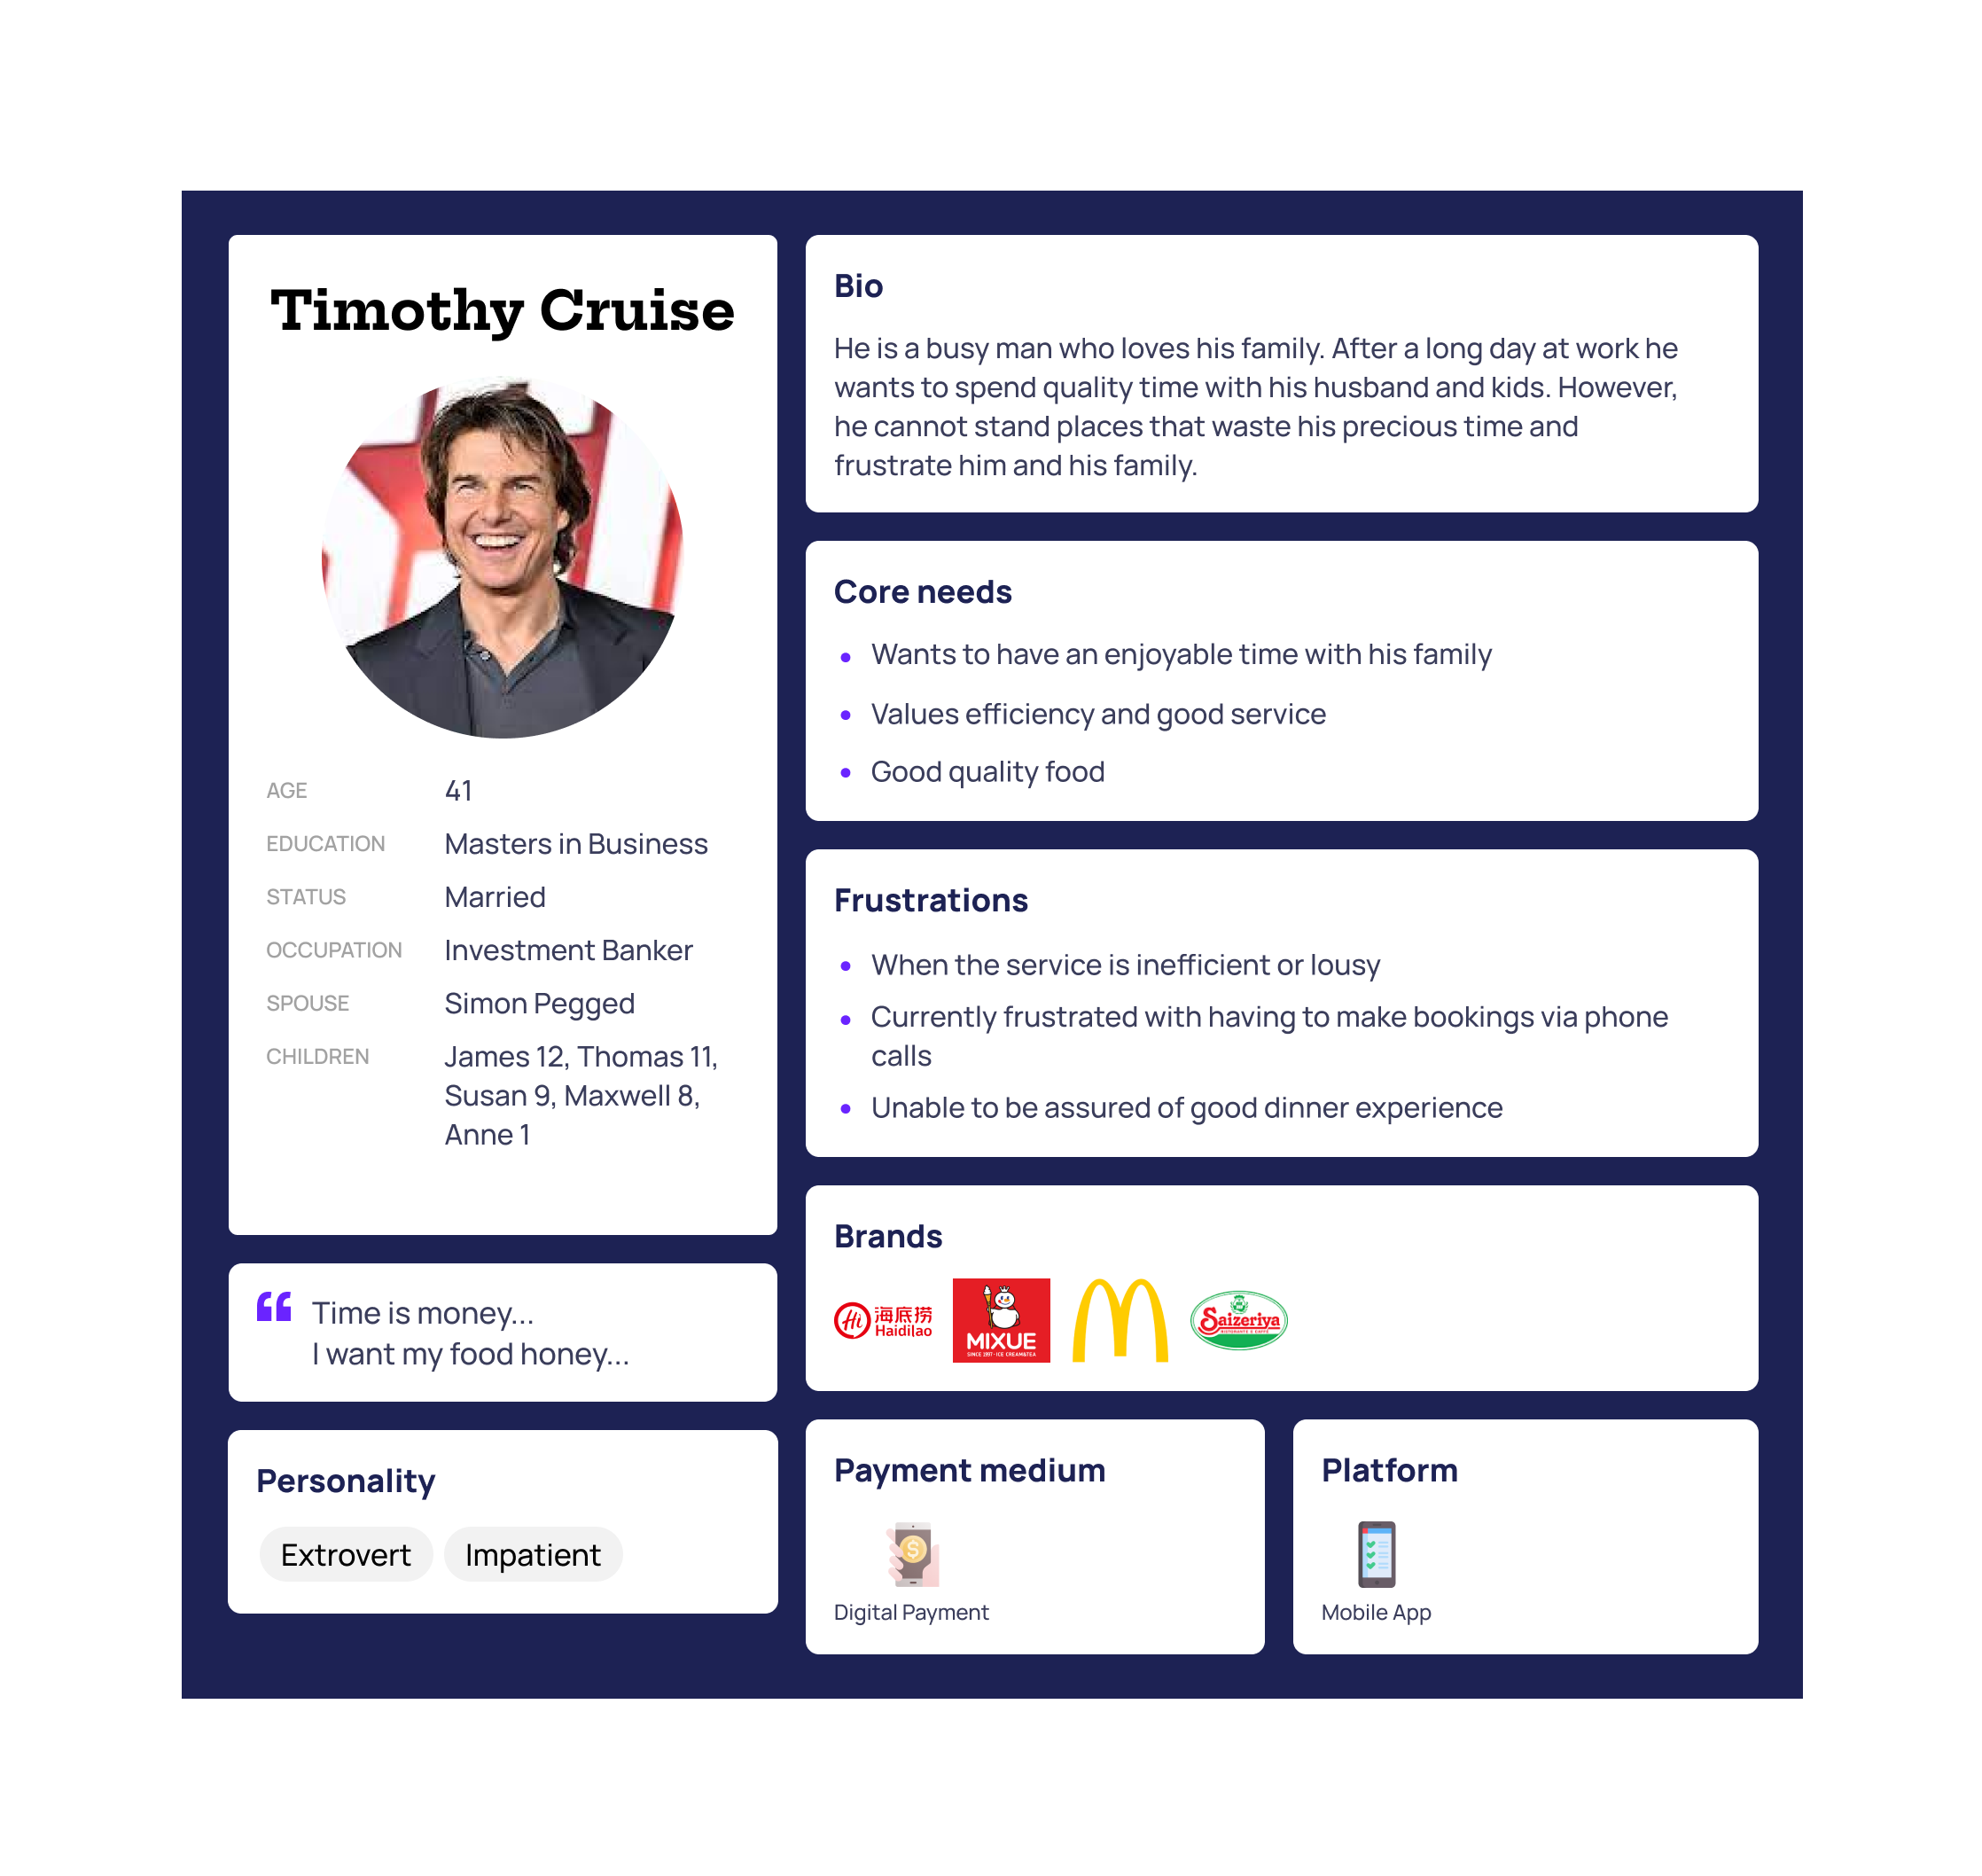 Timothy Cruise
AGE 41
EDUCATION Masters in Business
STATUS Married
OCCUPATION Investment Banker
SPOUSE Simon Pegged
CHILDREN James 12, Thomas 11,
Susan 9, Maxwell 8,
Anne 1
“ Time is money...
I want my food honey...
Personality
Extrovert Impatient
Bio
He is a busy man who loves his family. After a long day at work he
wants to spend quality time with his husband and kids. However,
he cannot stand places that waste his precious time and
frustrate him and his family.
Core needs
• Wants to have an enjoyable time with his family
• Values efficiency and good service
• Good quality food
Frustrations
• When the service is inefficient or lousy
• Currently frustrated with having to make bookings via phone
calls
• Unable to be assured of good dinner experience
Brands
Hi 海底捞
Haidilao
MIXUE
SINCE 1997·ICE CREAM&TEA
Saizeriya
RISTORANTE E CAFFÈ
Payment medium
$
Digital Payment
Platform
Mobile App